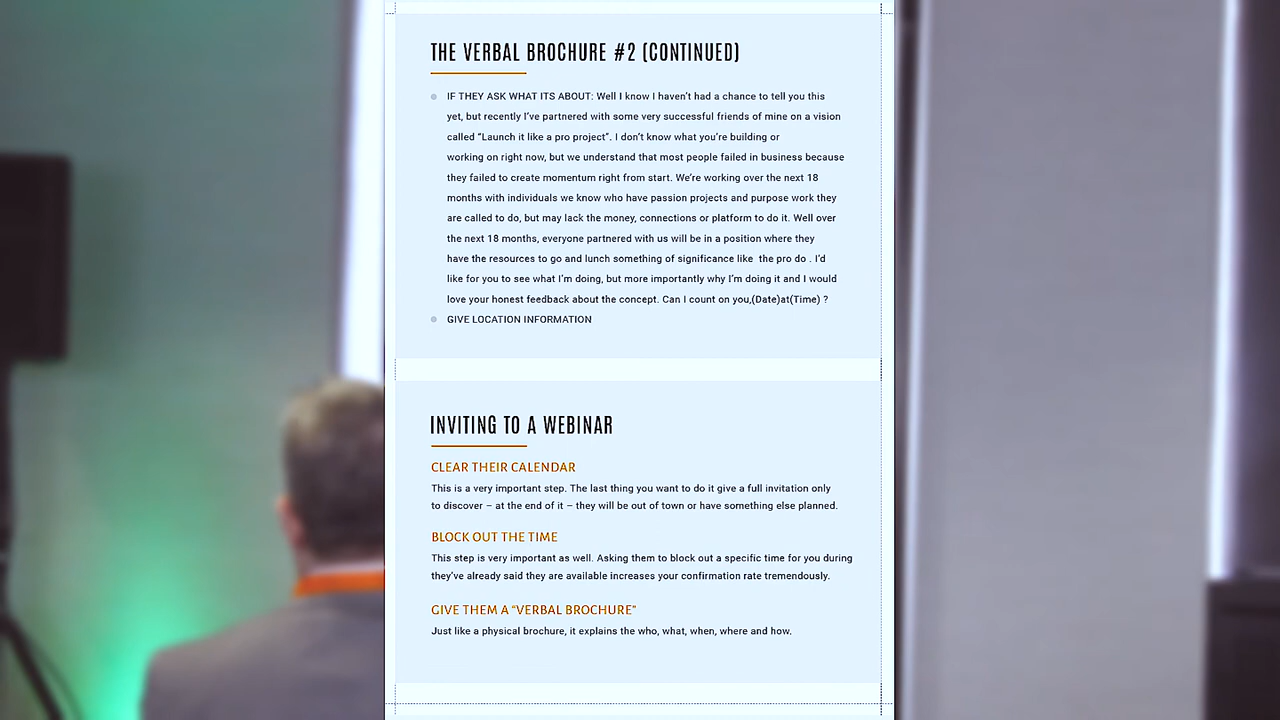 THE VERBAL BROCHURE #2 (CONTINUED)
IF THEY ASK WHAT ITS ABOUT: Well I know I haven't had a chance to tell you this
yet, but recently I've partnered with some very successful friends of mine on a vision
called “Launch it like a pro project”. I don't know what you're building or
working on right now, but we understand that most people failed in business because
they failed to create momentum right from start. We're working over the next 18
months with individuals we know who have passion projects and purpose work they
are called to do, but may lack the money, connections or platform to do it. Well over
the next 18 months, everyone partnered with us will be in a position where they
have the resources to go and lunch something of significance like the pro do . I'd
like for you to see what I'm doing, but more importantly why I'm doing it and I would
love your honest feedback about the concept. Can I count on you,(Date)at(Time) ?
GIVE LOCATION INFORMATION
INVITING TO A WEBINAR
CLEAR THEIR CALENDAR
This is a very important step. The last thing you want to do it give a full invitation only
to discover – at the end of it – they will be out of town or have something else planned.
BLOCK OUT THE TIME
This step is very important as well. Asking them to block out a specific time for you during
they've already said they are available increases your confirmation rate tremendously.
GIVE THEM A “VERBAL BROCHURE”
Just like a physical brochure, it explains the who, what, when, where and how.